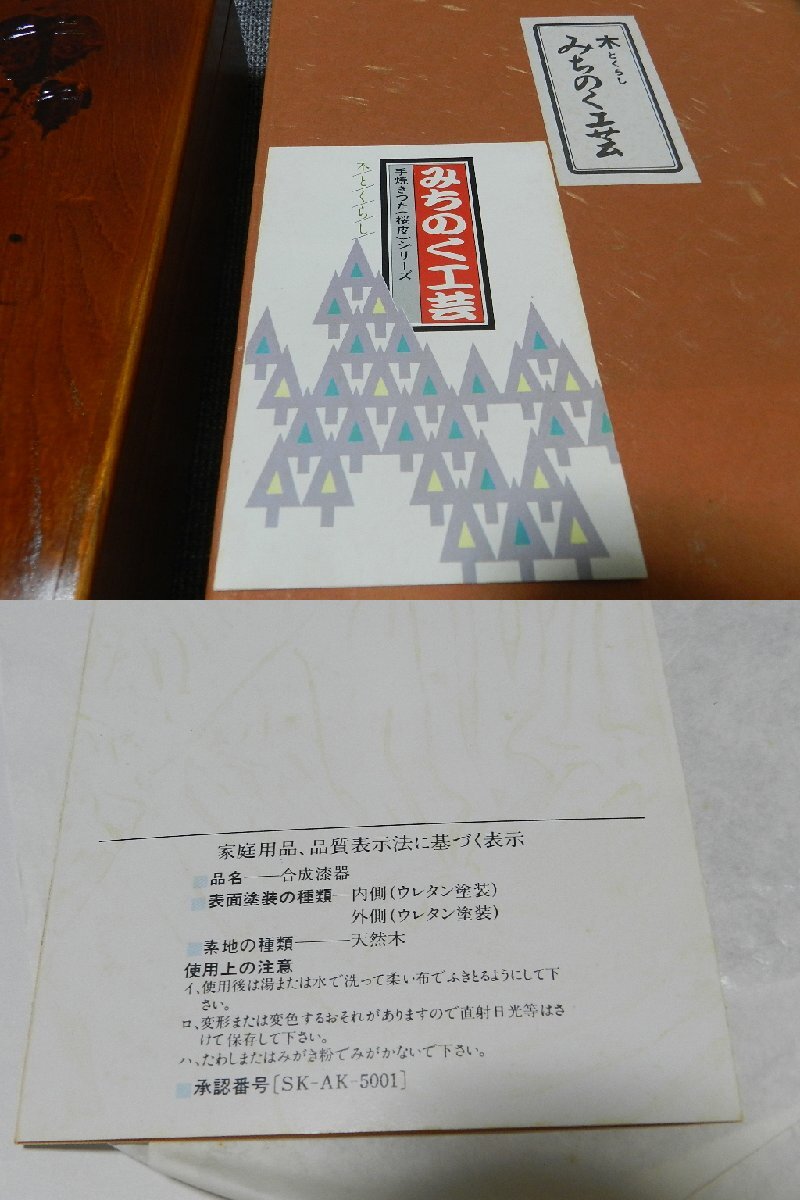 木とくらし
みちのく工芸
みちのく工芸
手焼きつた(桜皮)シリーズ
木とくらし
家庭用品、品質表示法に基づく表示
品名――合成漆器
表面塗装の種類―内側(ウレタン塗装)
外側(ウレタン塗装)
素地の種類―――天然木
使用上の注意
イ、使用後は湯または水で洗って柔い布でふきとるようにして下
さい。
ロ、変形または変色するおそれがありますので直射日光等はさ
けて保存して下さい。
ハ、たわしまたはみがき粉でみがかないで下さい。
承認番号[SK-AK-5001]